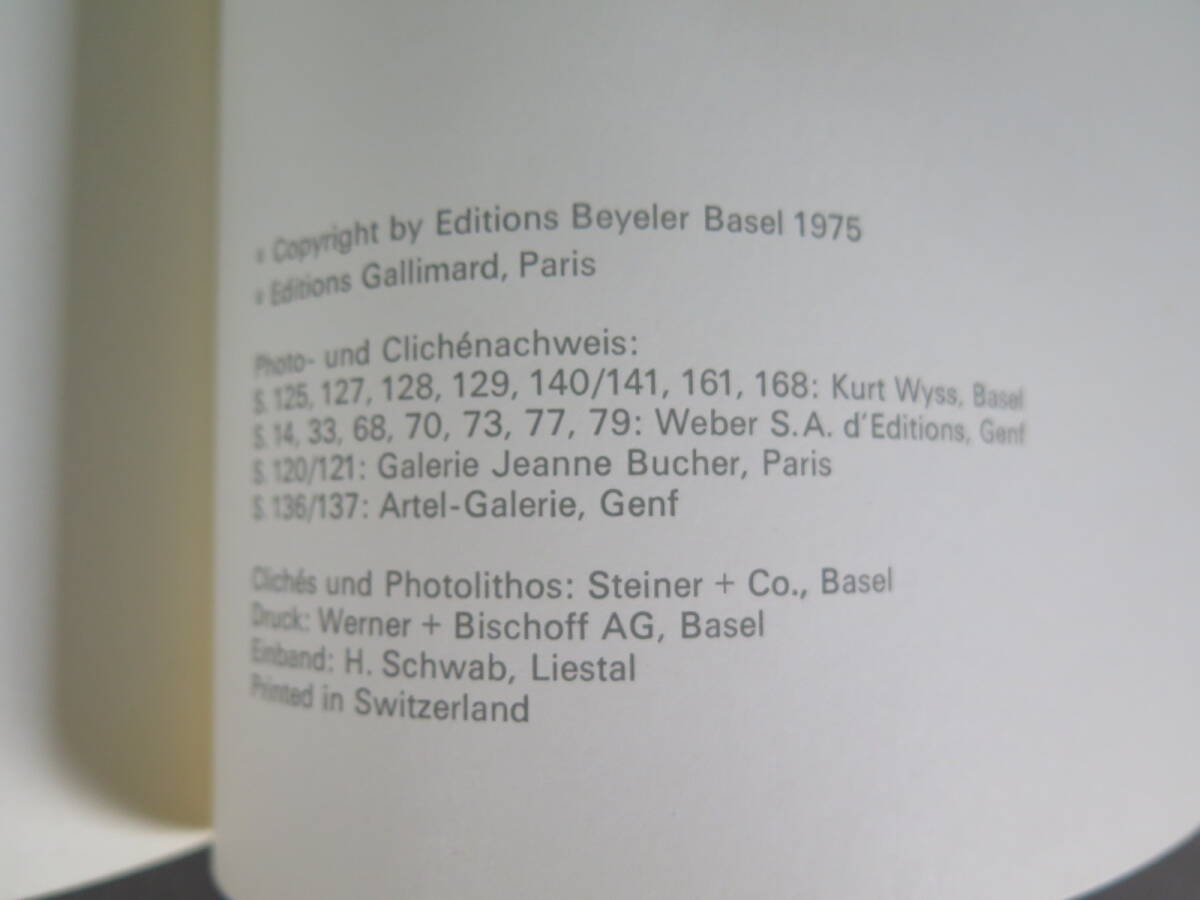 © Copyright by Editions Beyeler Basel 1975
© Editions Gallimard, Paris
Photo- und Clichénachweis:
S. 125, 127, 128, 129, 140/141, 161, 168: Kurt Wyss, Basel
S. 14, 33, 68, 70, 73, 77, 79: Weber S.A. d'Editions, Genf
S. 120/121: Galerie Jeanne Bucher, Paris
S. 136/137: Artel-Galerie, Genf
Clichés und Photolithos: Steiner + Co., Basel
Druck: Werner + Bischoff AG, Basel
Einband: H. Schwab, Liestal
Printed in Switzerland